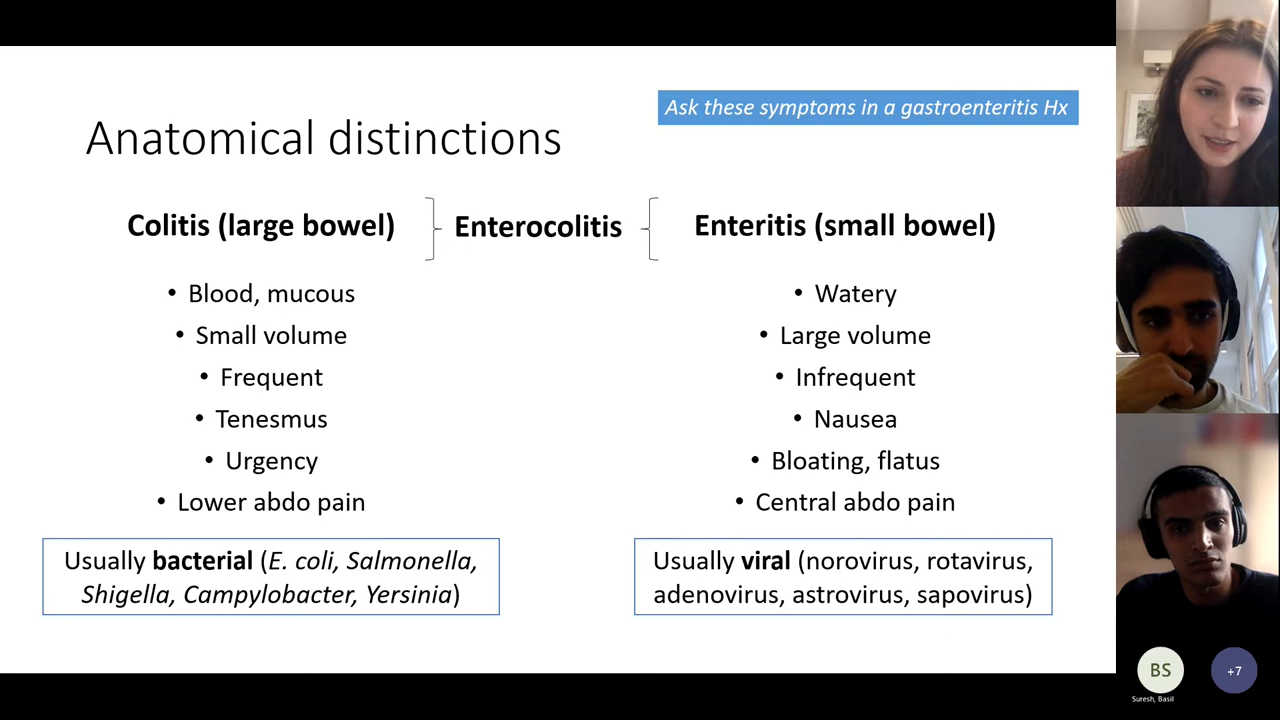 Ask these symptoms in a gastroenteritis Hx
Anatomical distinctions
Colitis (large bowel)
Enterocolitis
Enteritis (small bowel)
• Blood, mucous
• Small volume
• Frequent
• Tenesmus
• Urgency
• Lower abdo pain
Usually bacterial (E. coli, Salmonella,
Shigella, Campylobacter, Yersinia)
• Watery
• Large volume
• Infrequent
• Nausea
• Bloating, flatus
• Central abdo pain
Usually viral (norovirus, rotavirus,
adenovirus, astrovirus, sapovirus)
BS
Suresh, Basil
+7